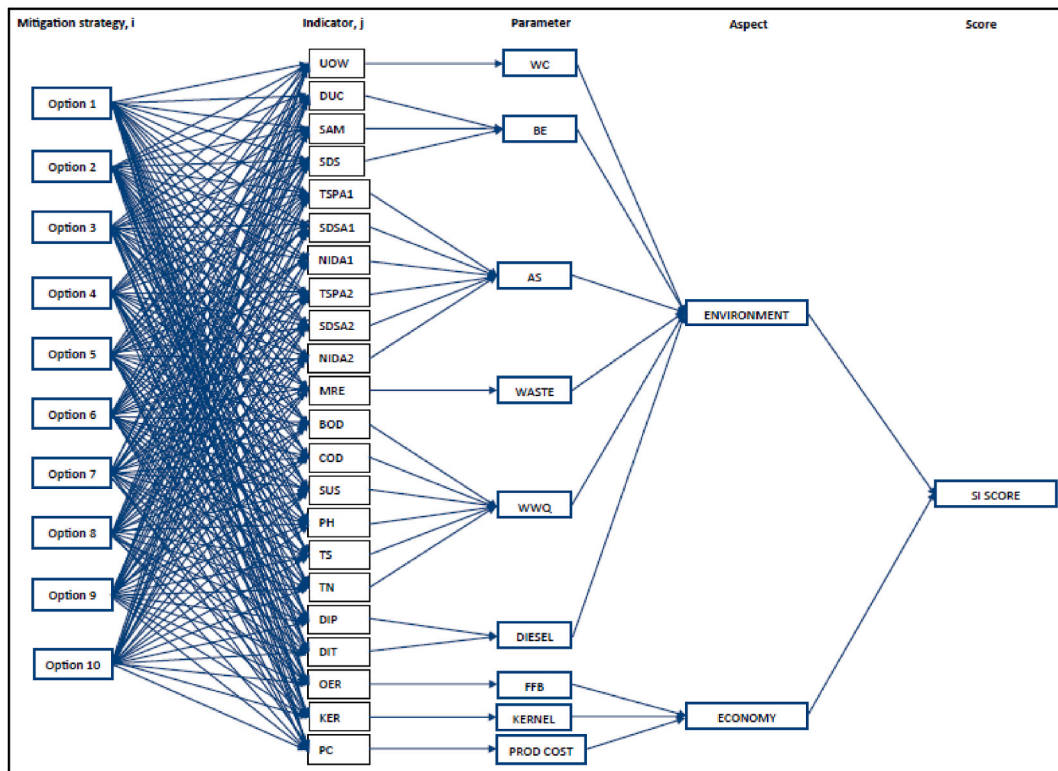 Mitigation strategy, i
Indicator, j
Parameter
Aspect
Score
Option 1
Option 2
Option 3
Option 4
Option 5
Option 6
Option 7
Option 8
Option 9
Option 10
UOW
DUC
SAM
SDS
TSPA1
SDSA1
NIDA1
TSPA2
SDSA2
NIDA2
MRE
BOD
COD
SUS
PH
TS
TN
DIP
DIT
OER
KER
PC
WC
BE
AS
WASTE
WWQ
DIESEL
FFB
KERNEL
PROD COST
ENVIRONMENT
ECONOMY
SI SCORE